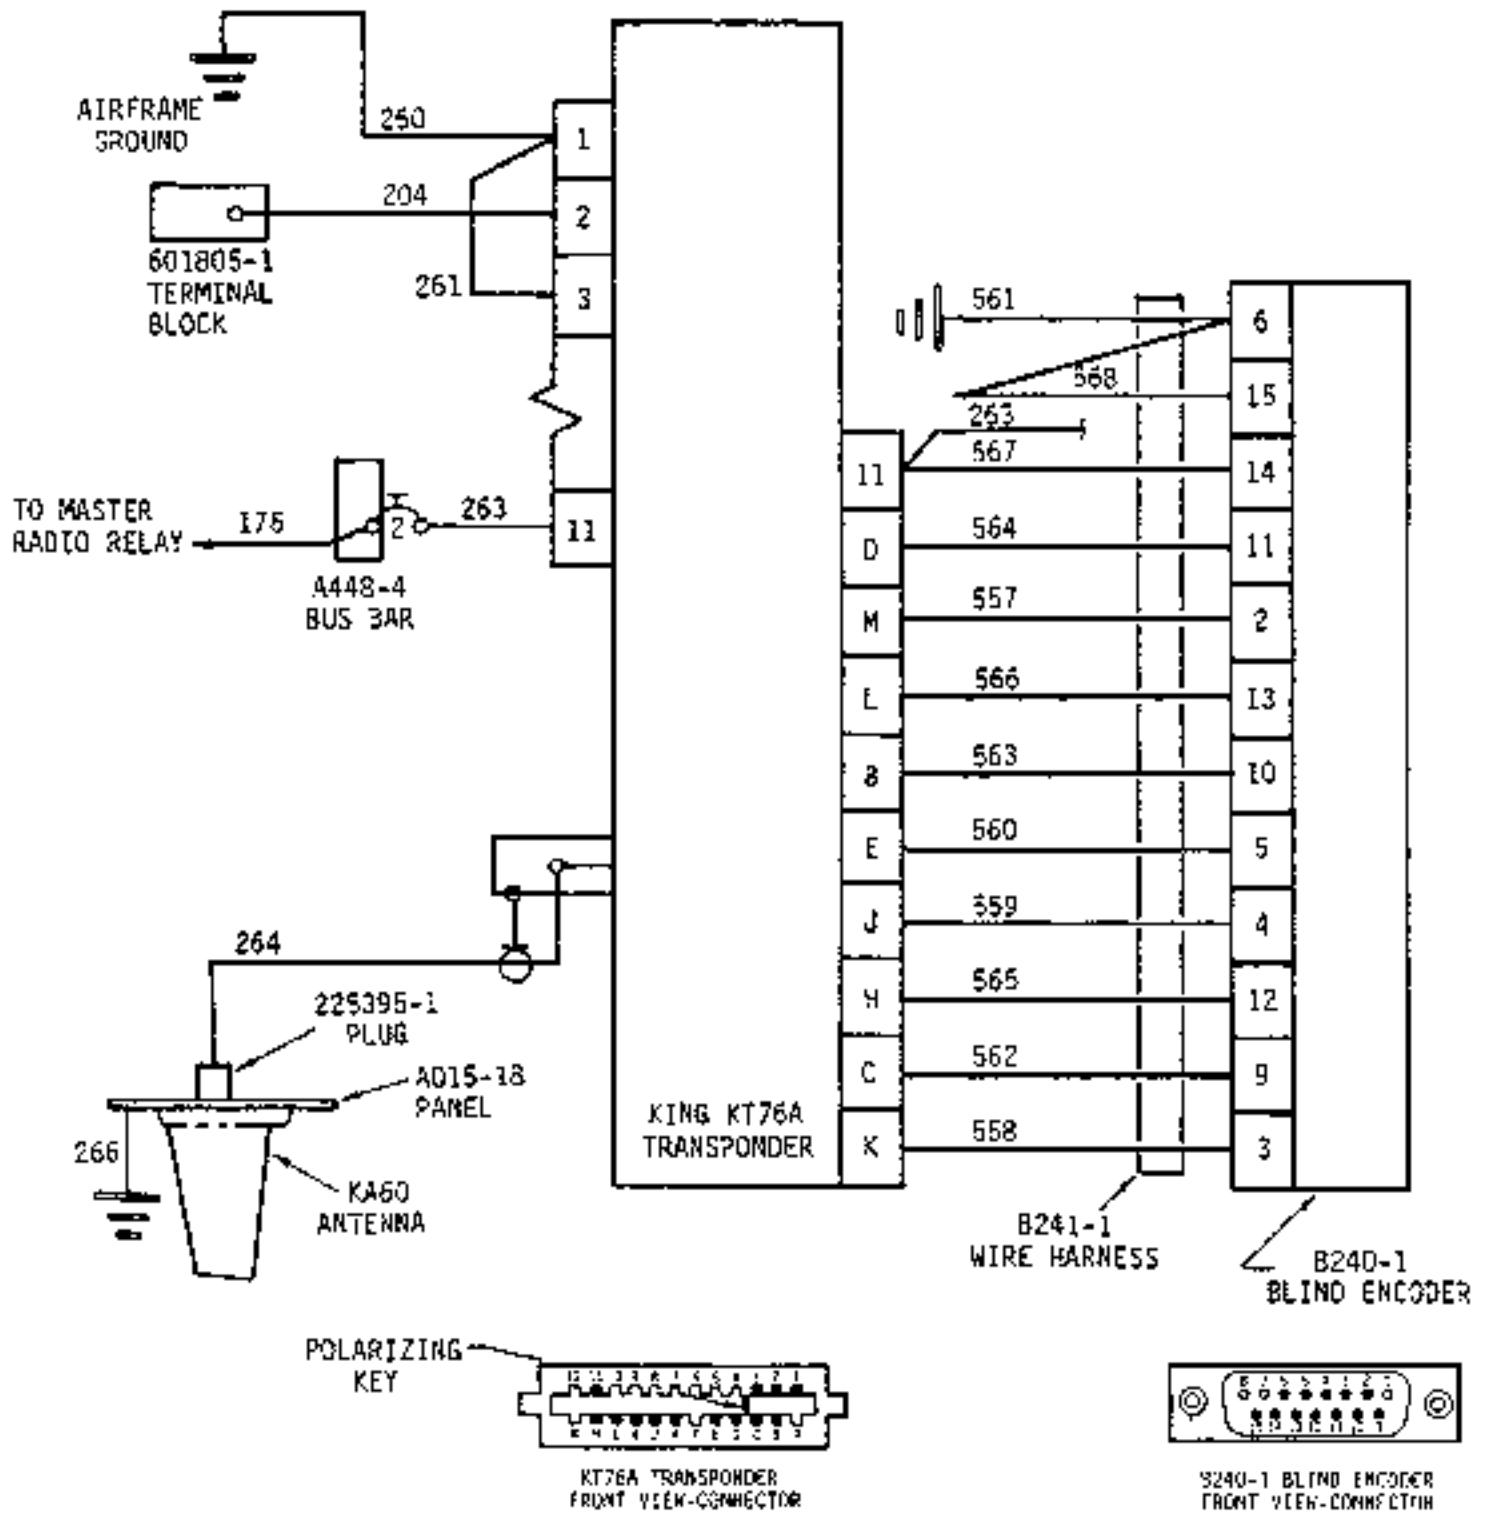 AIRFRAME
GROUND
250
1
204
2
601805-1
TERMINAL
BLOCK
261
3
TO MASTER
RADIO RELAY
175
2
263
11
A448-4
BUS BAR
264
225395-1
PLUG
A015-18
PANEL
266
KA60
ANTENNA
KING KT76A
TRANSPONDER
561
6
568
15
263
11
567
14
D
564
11
M
557
2
L
566
13
B
563
10
E
560
5
J
559
4
H
565
12
C
562
9
K
558
3
B241-1
WIRE HARNESS
B240-1
BLIND ENCODER
POLARIZING
KEY
KT76A TRANSPONDER
FRONT VIEW-CONNECTOR
B240-1 BLIND ENCODER
FRONT VIEW-CONNECTOR